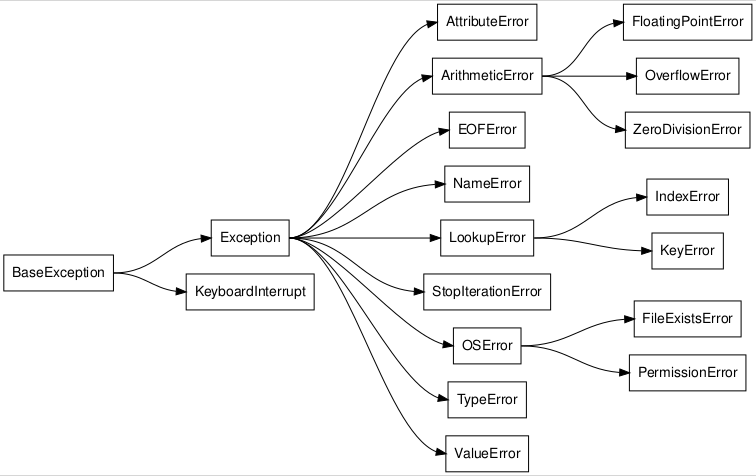 AttributeError
FloatingPointError
ArithmeticError
OverflowError
EOFError
ZeroDivisionError
NameError
IndexError
Exception
LookupError
KeyError
BaseException
KeyboardInterrupt
StopIterationError
FileExistsError
OSError
PermissionError
TypeError
ValueError